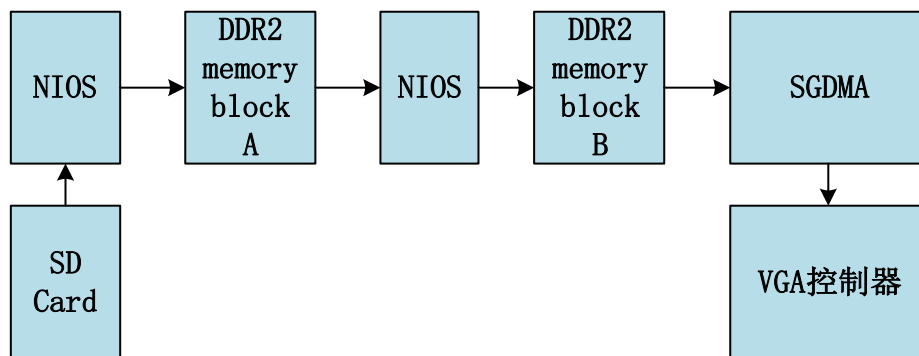 NIOS
DDR2
memory
block
A
NIOS
DDR2
memory
block
B
SGDMA
SD
Card
VGA控制器